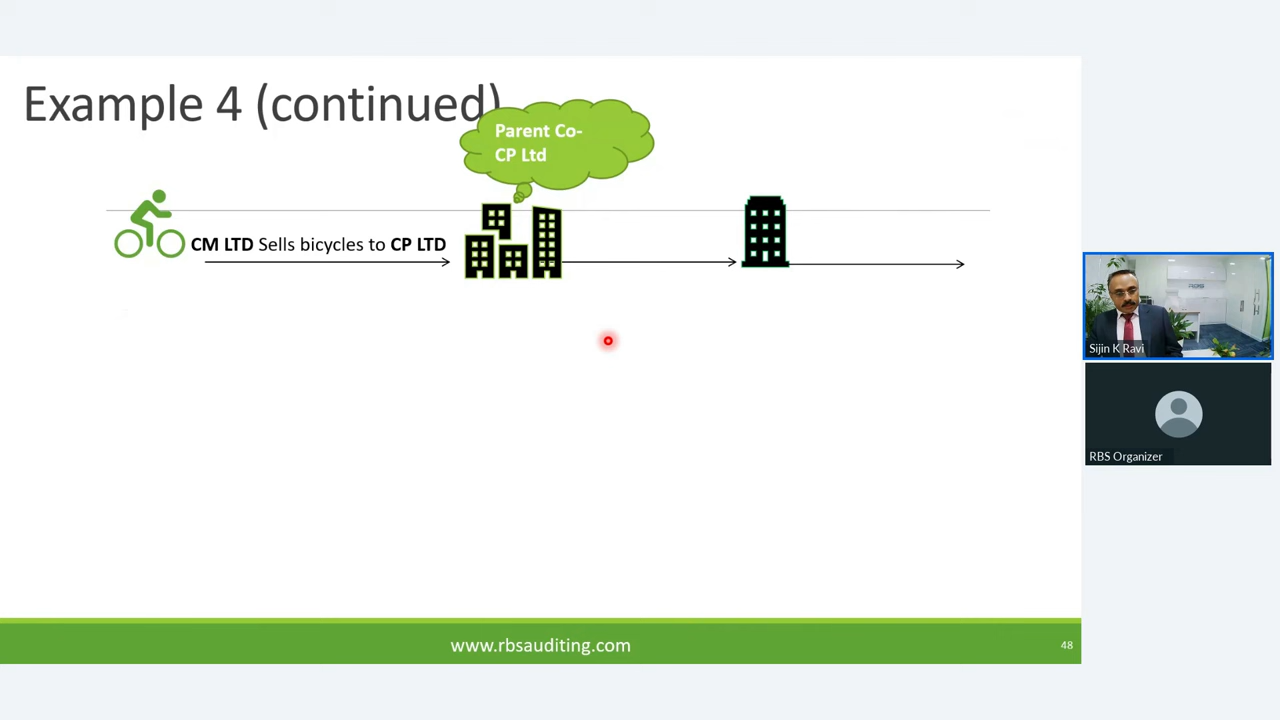 Example 4 (continued)
Parent Co-
CP Ltd
CM LTD Sells bicycles to CP LTD
Sijin K Ravi
RBS Organizer
www.rbsauditing.com
48